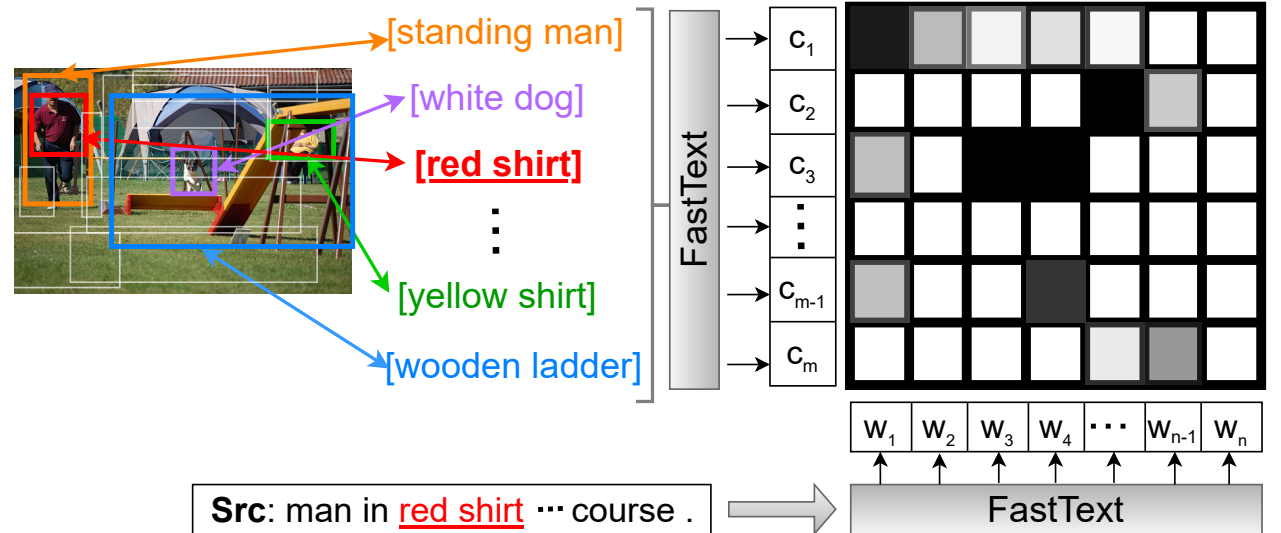 [standing man]
[white dog]
[red shirt]
⋮
[yellow shirt]
[wooden ladder]
FastText
c1
c2
c3
⋮
cm-1
cm
w1 w2 w3 w4 ··· wn-1 wn
Src: man in red shirt ··· course .
FastText